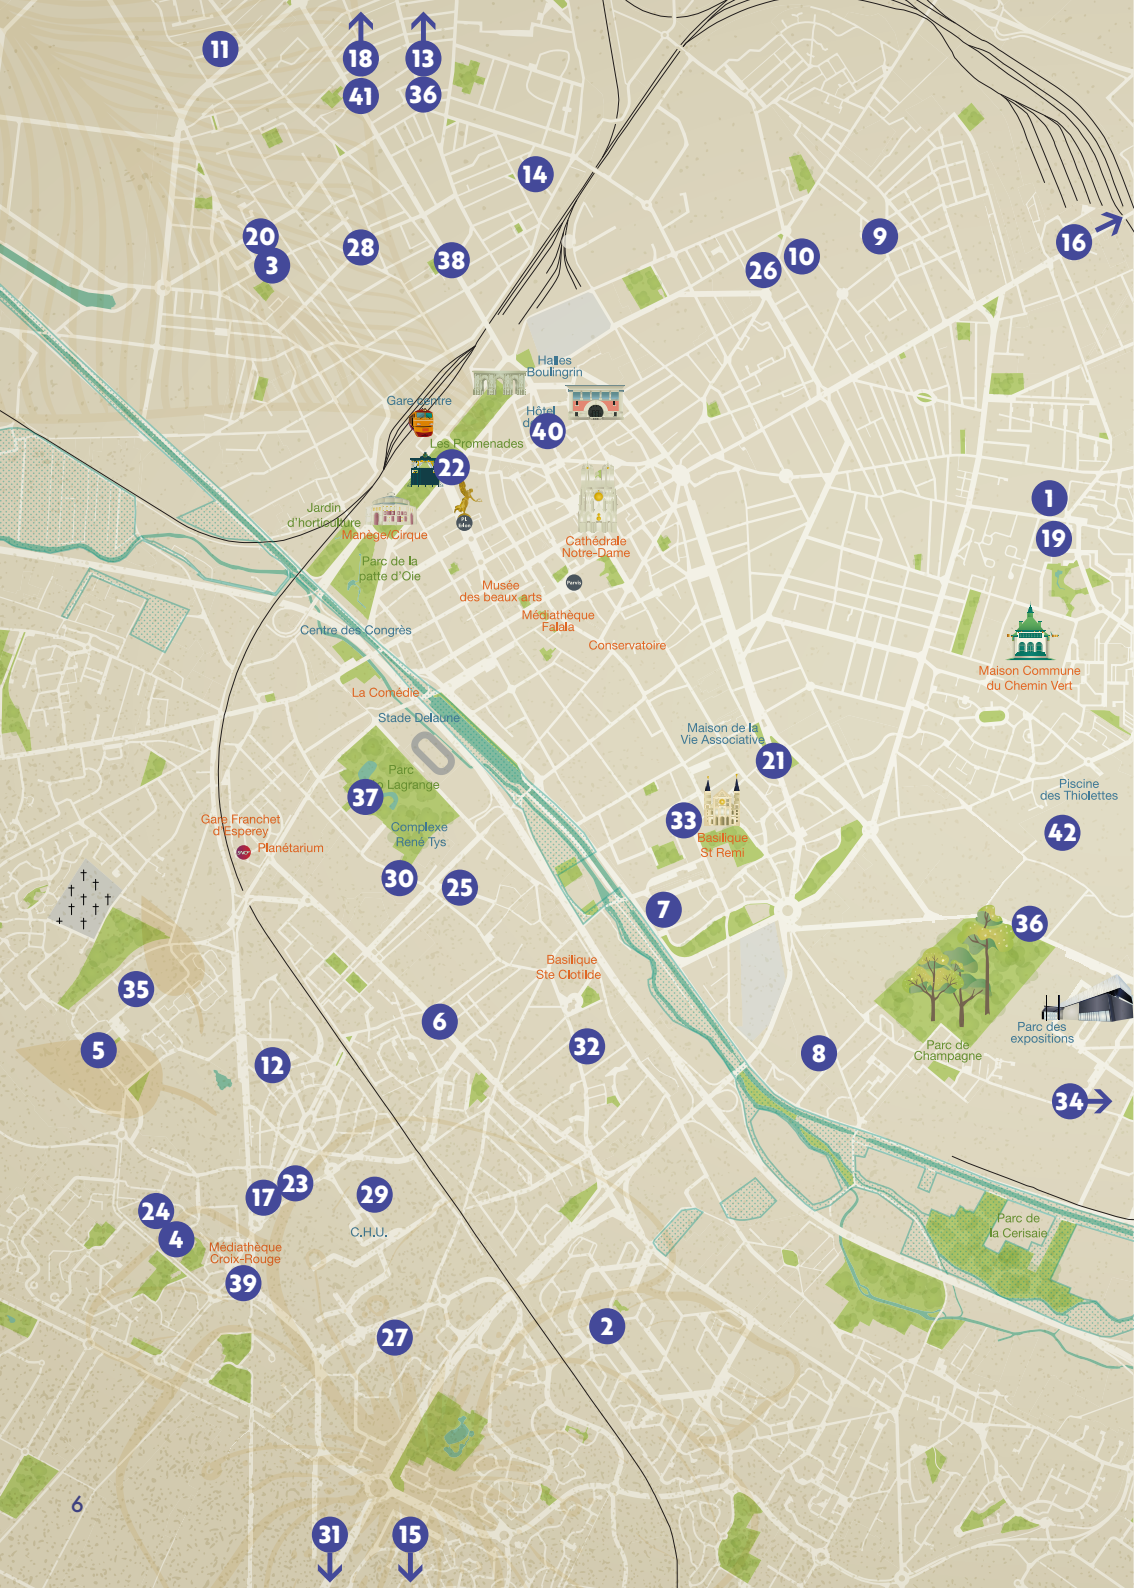 11
18
13
41
36
14
20
3
28
38
26
10
9
16
Halles
Boulingrin
Gare centre
Hôtel
40
Les Promenades
22
Jardin
d'horticulture
Manège/Cirque
Parc de la
patte d'Oie
Cathédrale
Notre-Dame
Parvis
Musée
des beaux arts
Médiathèque
Falala
Conservatoire
Centre des Congrès
1
19
Maison Commune
du Chemin Vert
La Comédie
Stade Delaune
Parc
Lagrange
37
Complexe
René Tys
Maison de la
Vie Associative
21
33
Basilique
St Remi
Piscine
des Thiolettes
42
Gare Franchet
d'Esperey
SNCF
Planétarium
30
25
7
36
Basilique
Ste Clotilde
35
5
6
12
32
8
Parc de
Champagne
Parc des
expositions
34
17
23
29
C.H.U.
24
4
Médiathèque
Croix-Rouge
39
Parc de
la Cerisaie
27
2
6
31
15